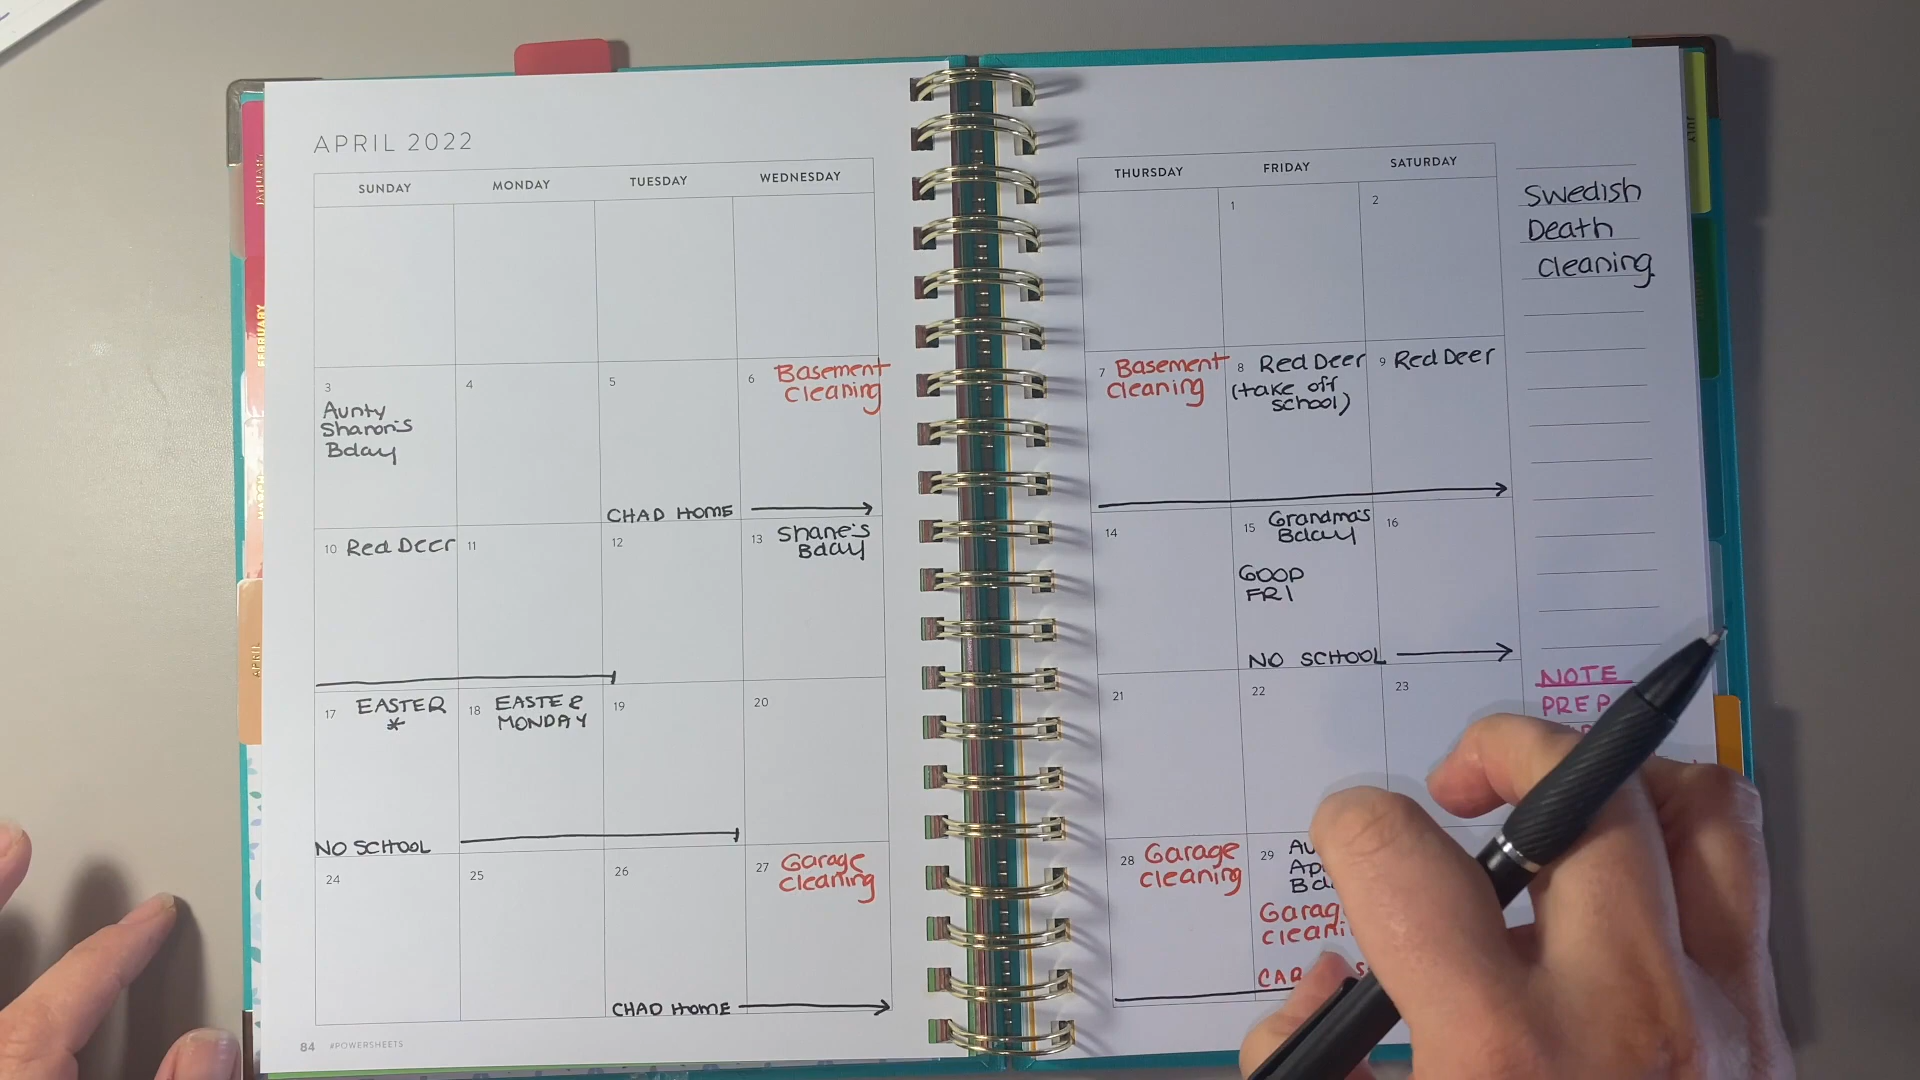 APRIL 2022
SUNDAY MONDAY TUESDAY WEDNESDAY THURSDAY FRIDAY SATURDAY
1
2
Swedish
Death
Cleaning
3
Aunty
Sharon's
Bday
4
5
CHAD HOME
6 Basement
Cleaning
7 Basement
Cleaning
8 Red Deer
(take off
school)
9 Red Deer
10 Red Deer
11
12
13 Shane's
Bday
14
15 Grandma's
Bday
GOOD
FRI
NO SCHOOL
16
17 EASTER
*
NO SCHOOL
18 EASTER
MONDAY
19
20
21
22
23
NOTE
24
25
26
CHAD HOME
27 Garage
Cleaning
28 Garage
Cleaning
29
84 #POWERSHEETS
FEBRUARY
MARCH
APRIL
JULY